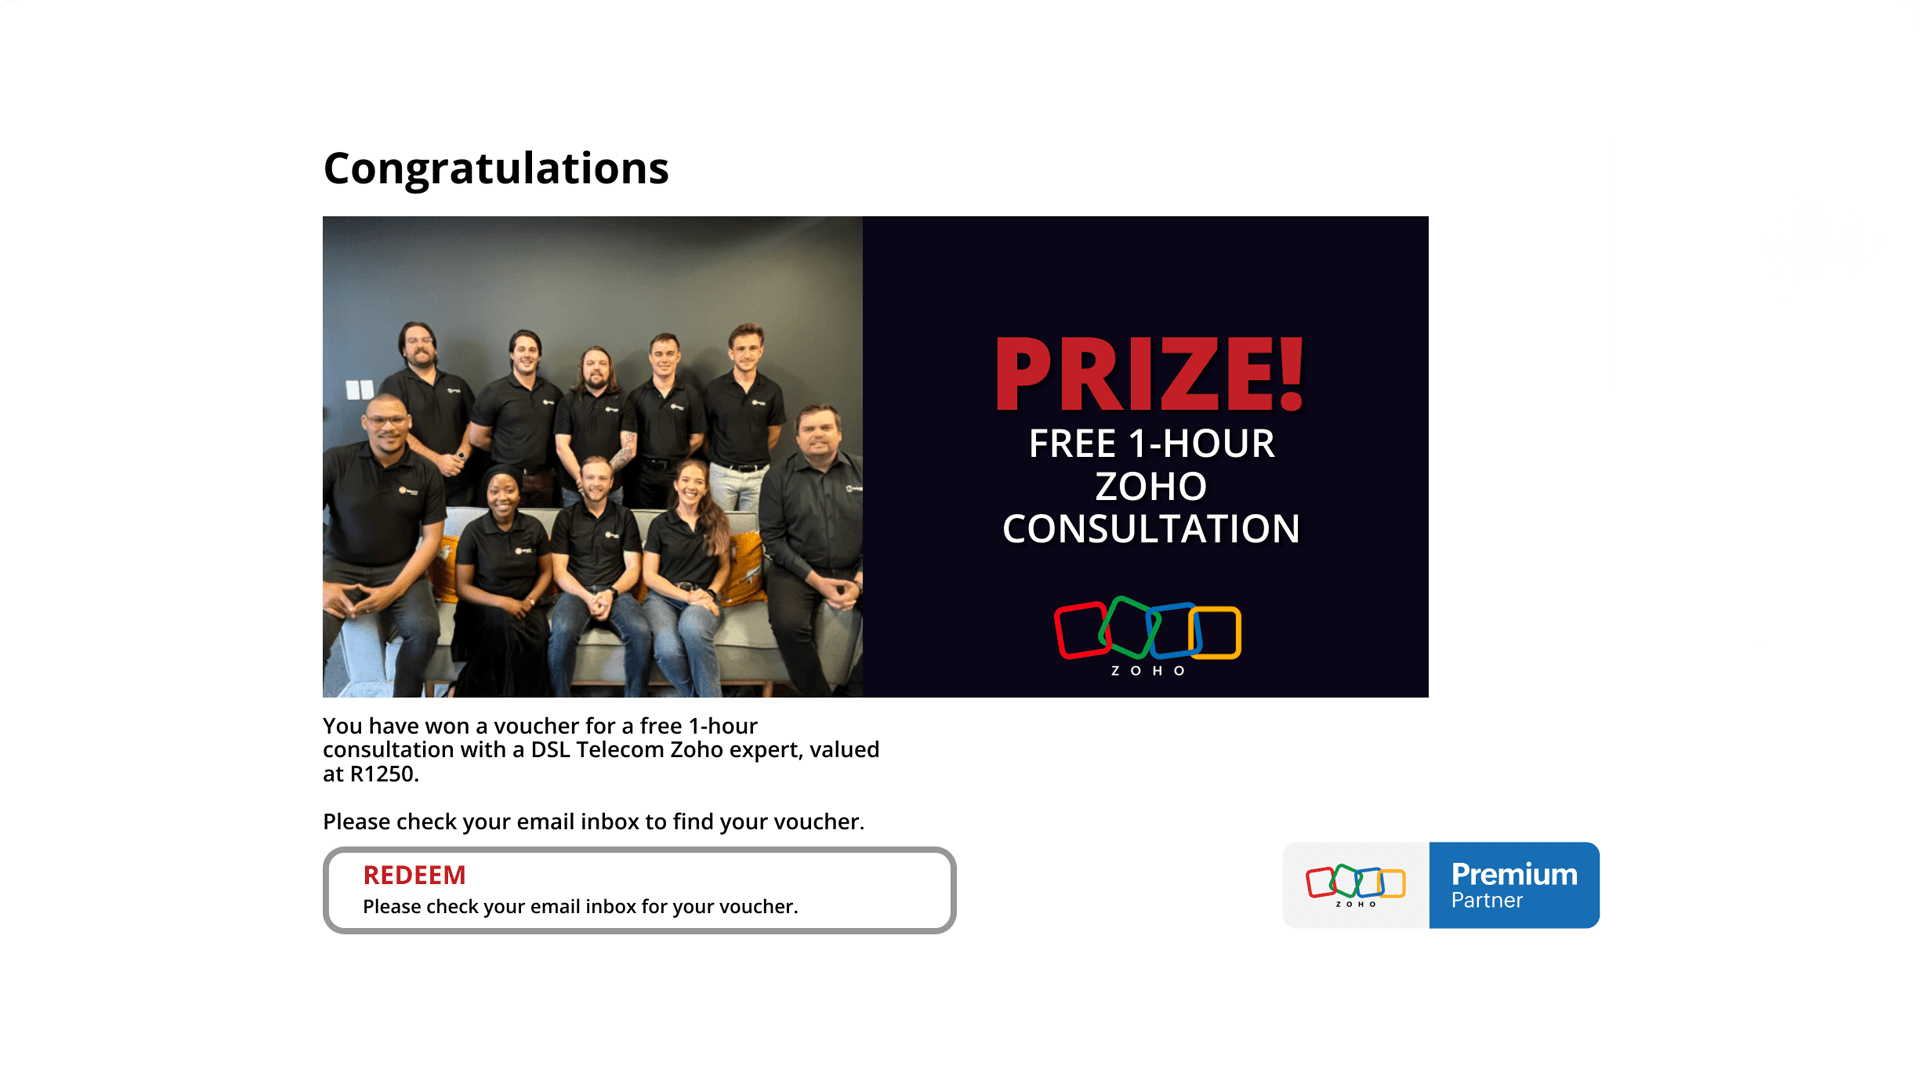 Congratulations
PRIZE!
FREE 1-HOUR
ZOHO
CONSULTATION
ZOHO
You have won a voucher for a free 1-hour
consultation with a DSL Telecom Zoho expert, valued
at R1250.
Please check your email inbox to find your voucher.
REDEEM
Please check your email inbox for your voucher.
ZOHO
Premium
Partner